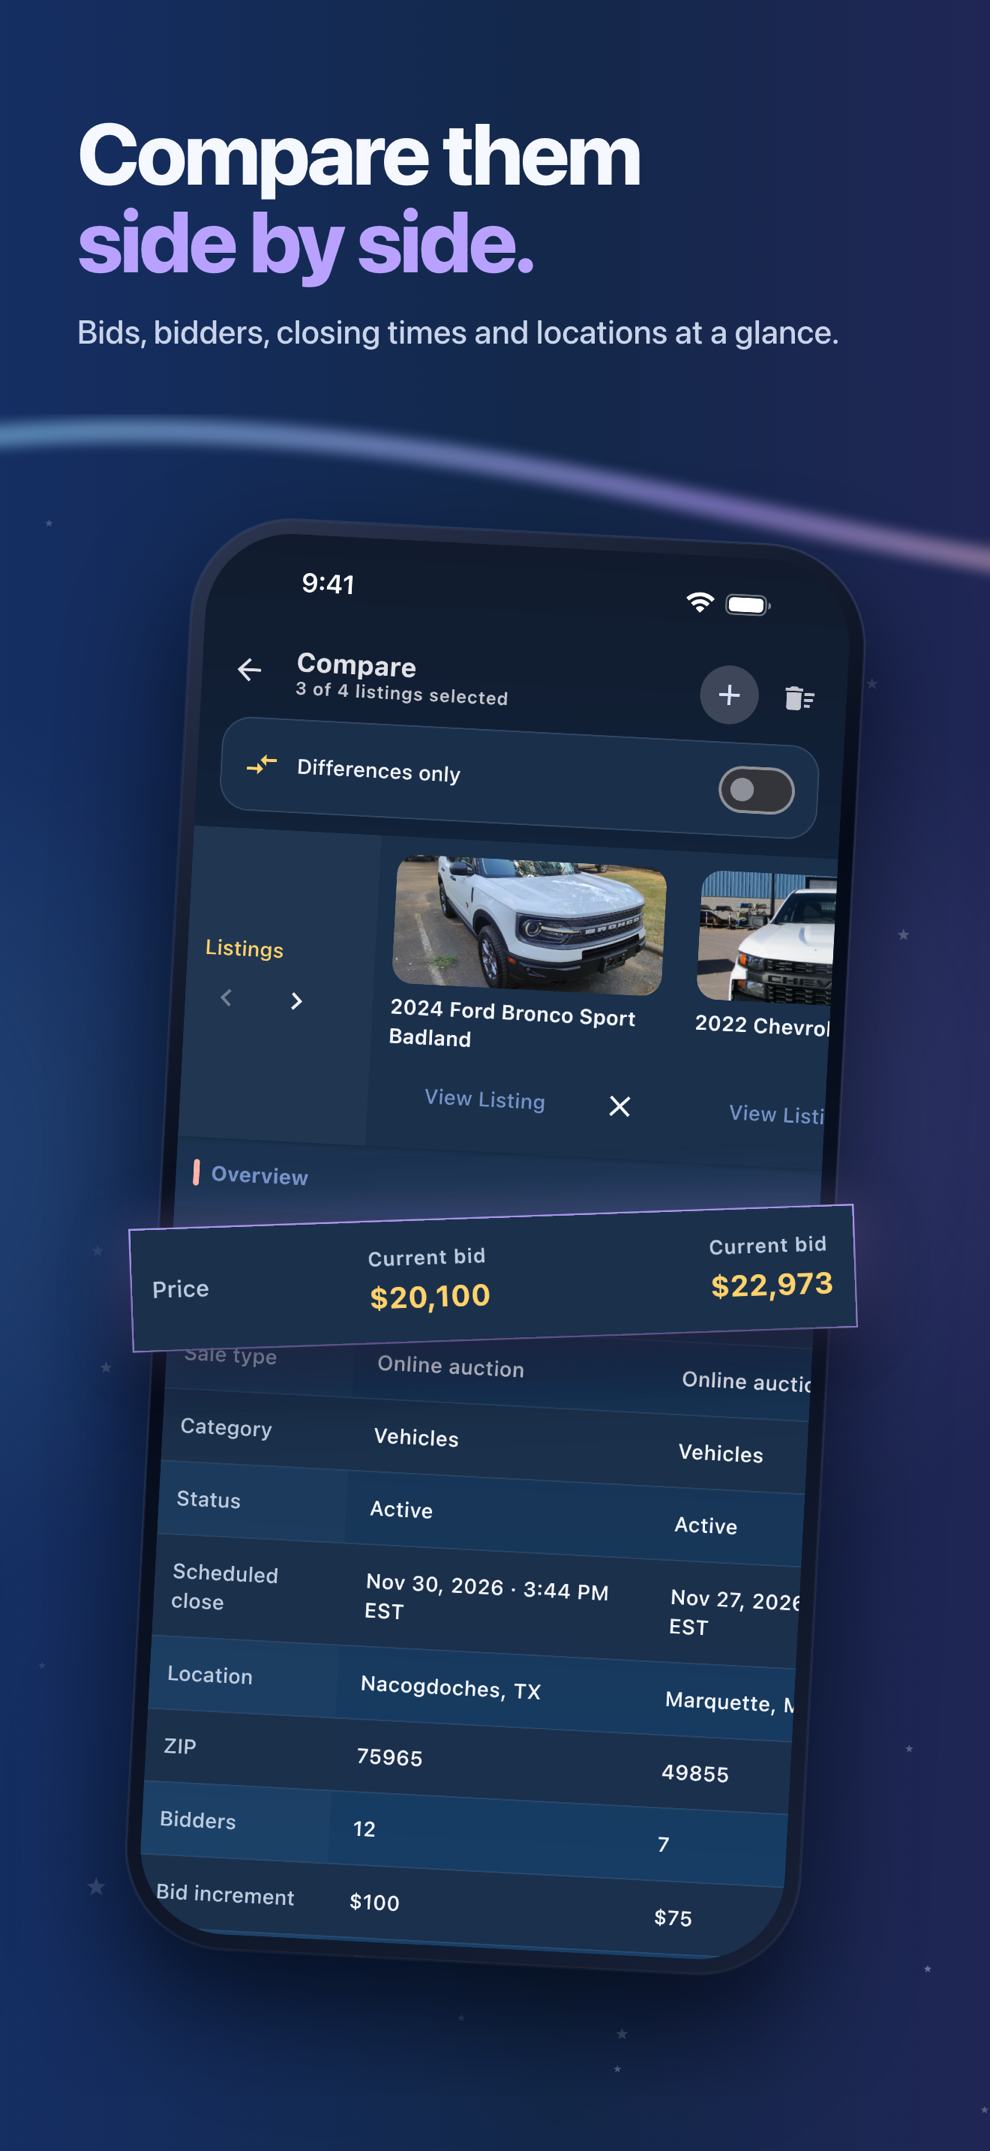 Compare them
side by side.
Bids, bidders, closing times and locations at a glance.
9:41
Compare
3 of 4 listings selected
Differences only
Listings
BRONCO
CHEV
2024 Ford Bronco Sport
Badland
2022 Chevrol
View Listing
View Listi
Overview
Price
Current bid
$20,100
Current bid
$22,973
Sale type
Online auction
Online auctio
Category
Vehicles
Vehicles
Status
Active
Active
Scheduled
close
Nov 30, 2026 · 3:44 PM
EST
Nov 27, 2026
EST
Location
Nacogdoches, TX
Marquette, M
ZIP
75965
49855
Bidders
12
7
Bid increment
$100
$75